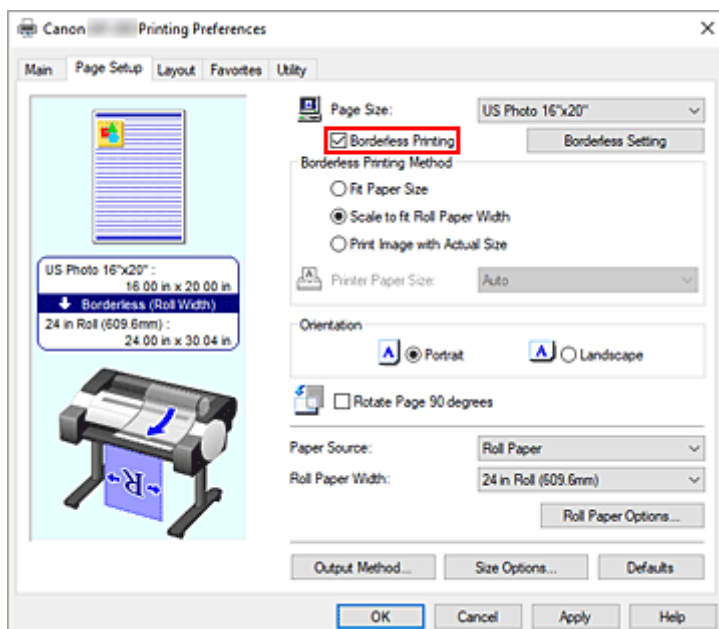 Canon Printing Preferences
Main Page Setup Layout Favorites Utility
Page Size: US Photo 16"x20"
Borderless Printing Borderless Setting
Borderless Printing Method
Fit Paper Size
Scale to fit Roll Paper Width
Print Image with Actual Size
Printer Paper Size: Auto
US Photo 16"x20" :
16.00 in x 20.00 in
Borderless (Roll Width)
24 in Roll (609.6mm) :
24.00 in x 30.04 in
Orientation
A Portrait A Landscape
Rotate Page 90 degrees
R
Paper Source: Roll Paper
Roll Paper Width: 24 in Roll (609.6mm)
Roll Paper Options...
Output Method... Size Options... Defaults
OK Cancel Apply Help